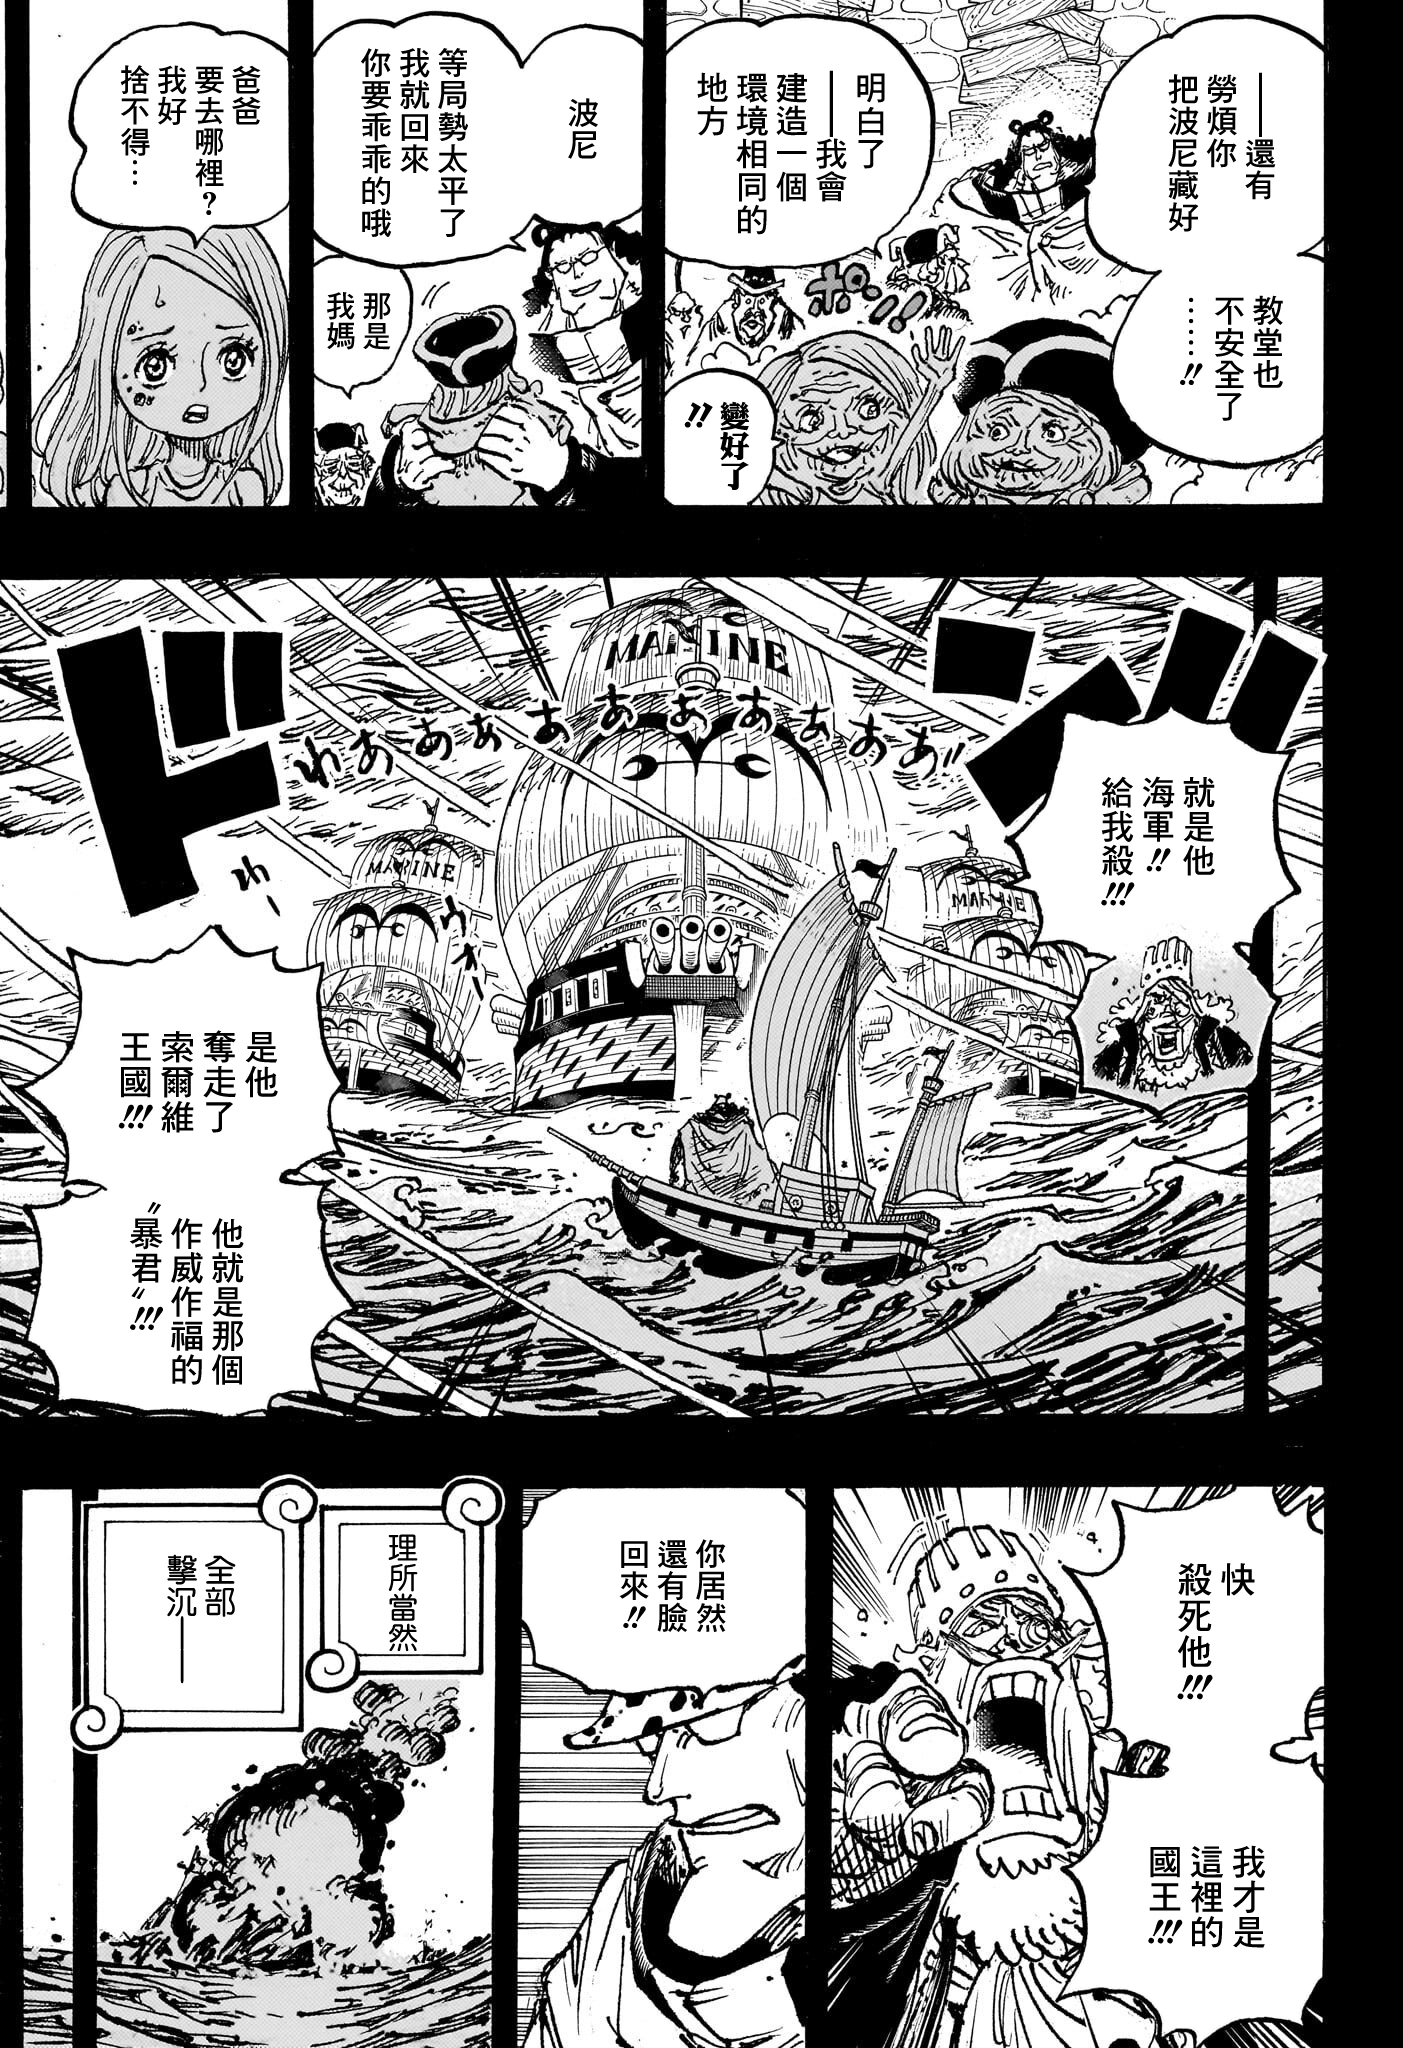 ——還有
勞煩你
把波尼藏好
教堂也
不安全了
……!!
明白了
——我會
建造一個
環境相同的
地方
ポン!!
變好了
!!
波尼
等局勢太平了
我就回來
你要乖乖的哦
那是
我媽
爸爸
要去哪裡?
我好
捨不得…
ドン
就是他
海軍!!
給我殺!!!
MARINE
MARINE
MARINE
わああああああああああ!!
わ
ウォ
是他
奪走了
索爾維
王國!!!
他就是那個
作威作福的
〝暴君〞!!!
快
殺死他!!!
我才是
這裡的
國王!!!
你居然
還有臉
回來!!
理所當然
全部
擊沉——